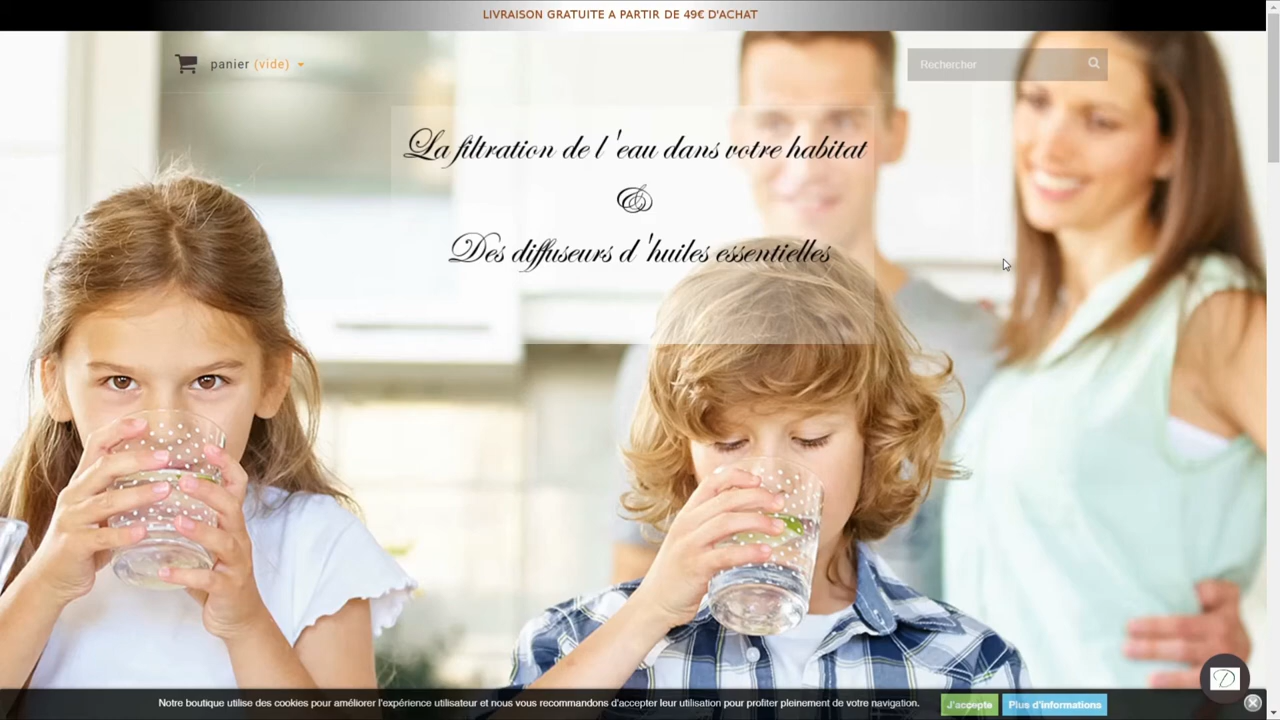 LIVRAISON GRATUITE A PARTIR DE 49€ D'ACHAT
panier (vide)
Rechercher
La filtration de l 'eau dans votre habitat
&
Des diffuseurs d 'huiles essentielles
Notre boutique utilise des cookies pour améliorer l'expérience utilisateur et nous vous recommandons d'accepter leur utilisation pour profiter pleinement de votre navigation.
J'accepte
Plus d'informations
D